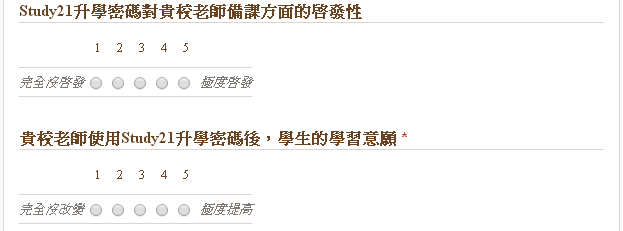 Study21升學密碼對貴校老師備課方面的啓發性
1 2 3 4 5
完全沒啓發 極度啓發
貴校老師使用Study21升學密碼後，學生的學習意願 *
1 2 3 4 5
完全沒改變 極度提高